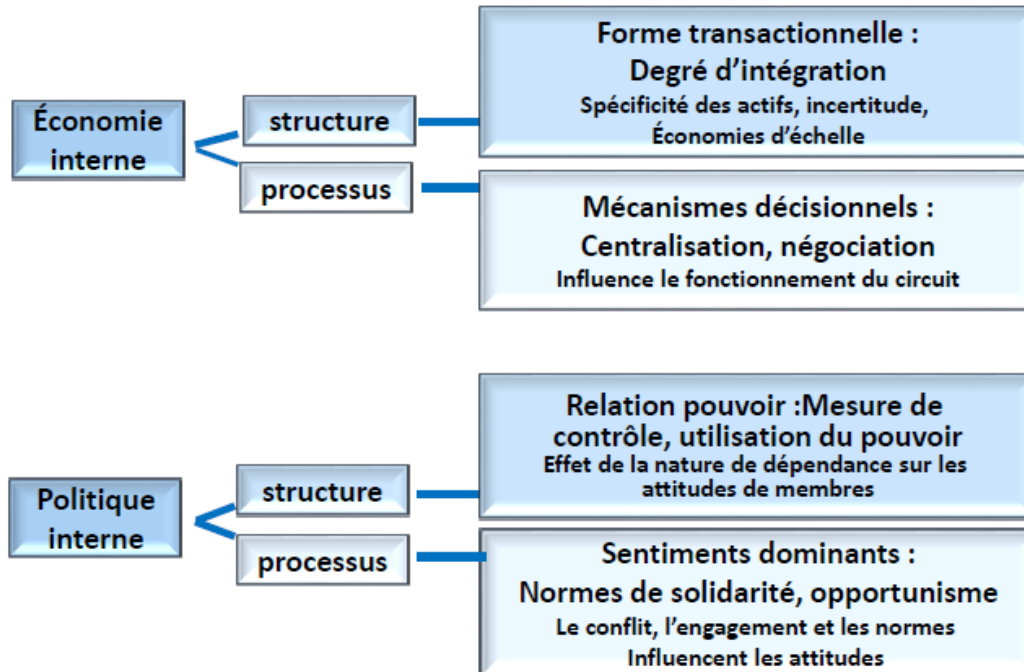 Forme transactionnelle :
Degré d'intégration
Spécificité des actifs, incertitude,
Économies d'échelle
Économie
interne
structure
processus
Mécanismes décisionnels :
Centralisation, négociation
Influence le fonctionnement du circuit
Relation pouvoir :Mesure de
contrôle, utilisation du pouvoir
Effet de la nature de dépendance sur les
attitudes de membres
Politique
interne
structure
processus
Sentiments dominants :
Normes de solidarité, opportunisme
Le conflit, l'engagement et les normes
Influencent les attitudes